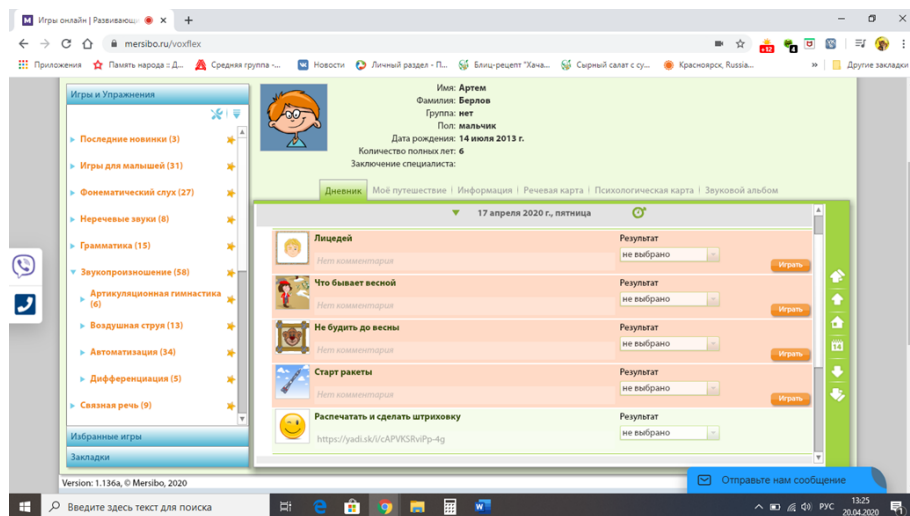 Игры онлайн | Развивающи
mersibo.ru/voxflex
+12
Приложения Память народа :: Д... Средняя группа -... Новости Личный раздел - П... Блиц-рецепт "Хача... Сырный салат с су... Красноярск, Russia... » Другие закладки
Игры и Упражнения
Последние новинки (3)
Игры для малышей (31)
Фонематический слух (27)
Неречевые звуки (8)
Грамматика (15)
Звукопроизношение (58)
Артикуляционная гимнастика
(6)
Воздушная струя (13)
Автоматизация (34)
Дифференциация (5)
Связная речь (9)
Избранные игры
Закладки
Имя: Артем
Фамилия: Берлов
Группа: нет
Пол: мальчик
Дата рождения: 14 июля 2013 г.
Количество полных лет: 6
Заключение специалиста:
Дневник Моё путешествие | Информация | Речевая карта | Психологическая карта | Звуковой альбом
17 апреля 2020 г., пятница
Лицедей Результат
не выбрано
Нет комментария Играть
Что бывает весной Результат
не выбрано
Нет комментария Играть
Не будить до весны Результат
не выбрано
Нет комментария Играть
Старт ракеты Результат
не выбрано
Нет комментария Играть
Распечатать и сделать штриховку Результат
не выбрано
https://yadi.sk/i/cAPVKSRviPp-4g
14
Version: 1.136a, © Mersibo, 2020
Отправьте нам сообщение
Введите здесь текст для поиска
РУС
13:25
20.04.2020